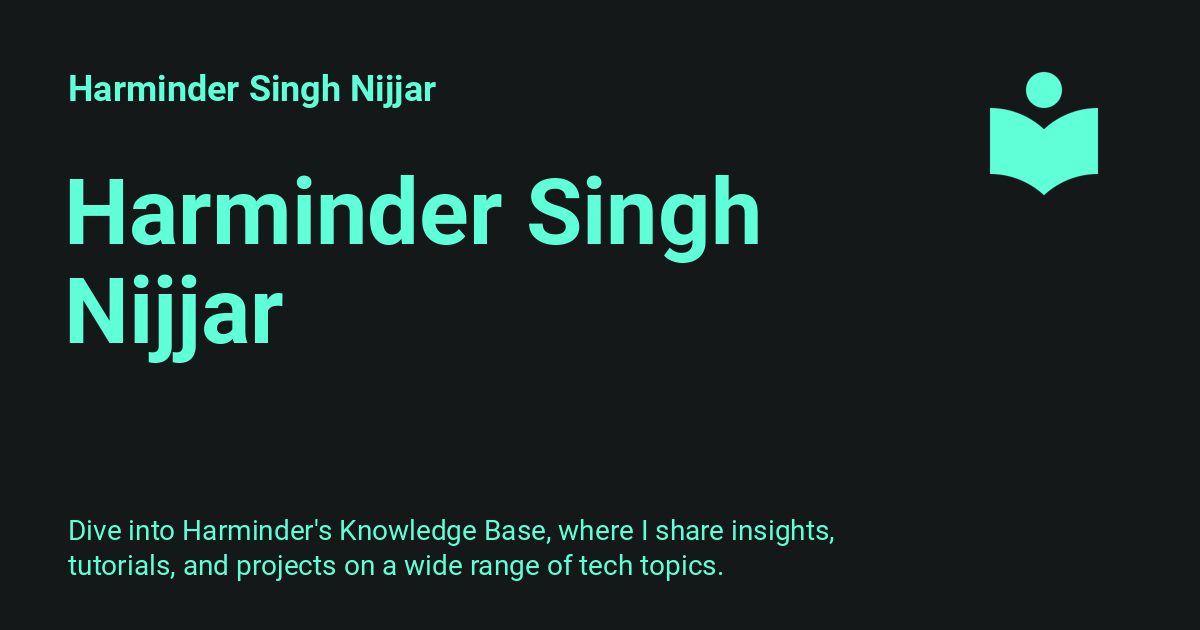 Harminder Singh Nijjar
Harminder Singh
Nijjar
Dive into Harminder's Knowledge Base, where I share insights,
tutorials, and projects on a wide range of tech topics.